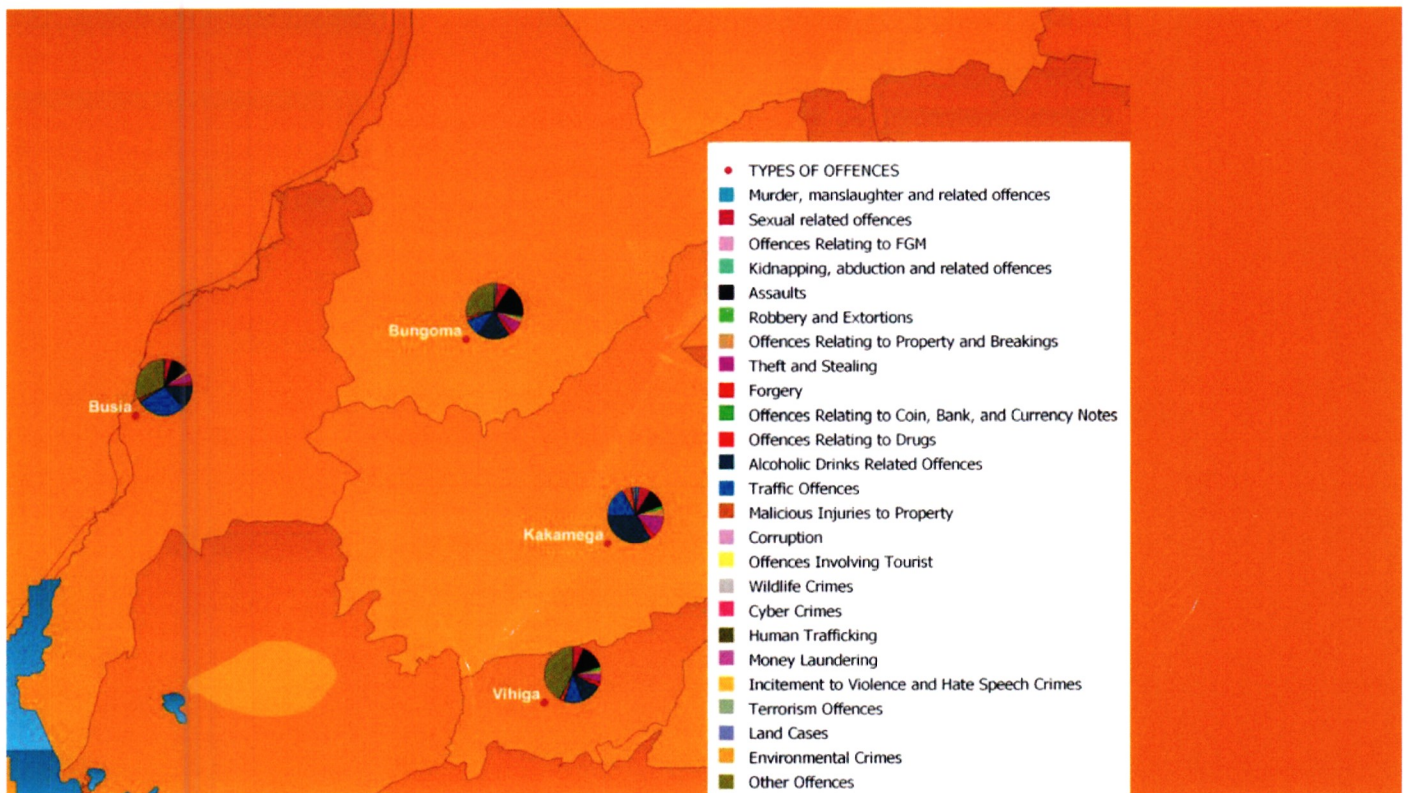 TYPES OF OFFENCES
Murder, manslaughter and related offences
Sexual related offences
Offences Relating to FGM
Kidnapping, abduction and related offences
Assaults
Robbery and Extortions
Offences Relating to Property and Breakings
Theft and Stealing
Forgery
Offences Relating to Coin, Bank, and Currency Notes
Offences Relating to Drugs
Alcoholic Drinks Related Offences
Traffic Offences
Malicious Injuries to Property
Corruption
Offences Involving Tourist
Wildlife Crimes
Cyber Crimes
Human Trafficking
Money Laundering
Incitement to Violence and Hate Speech Crimes
Terrorism Offences
Land Cases
Environmental Crimes
Other Offences
Bungoma
Busia
Kakamega
Vihiga